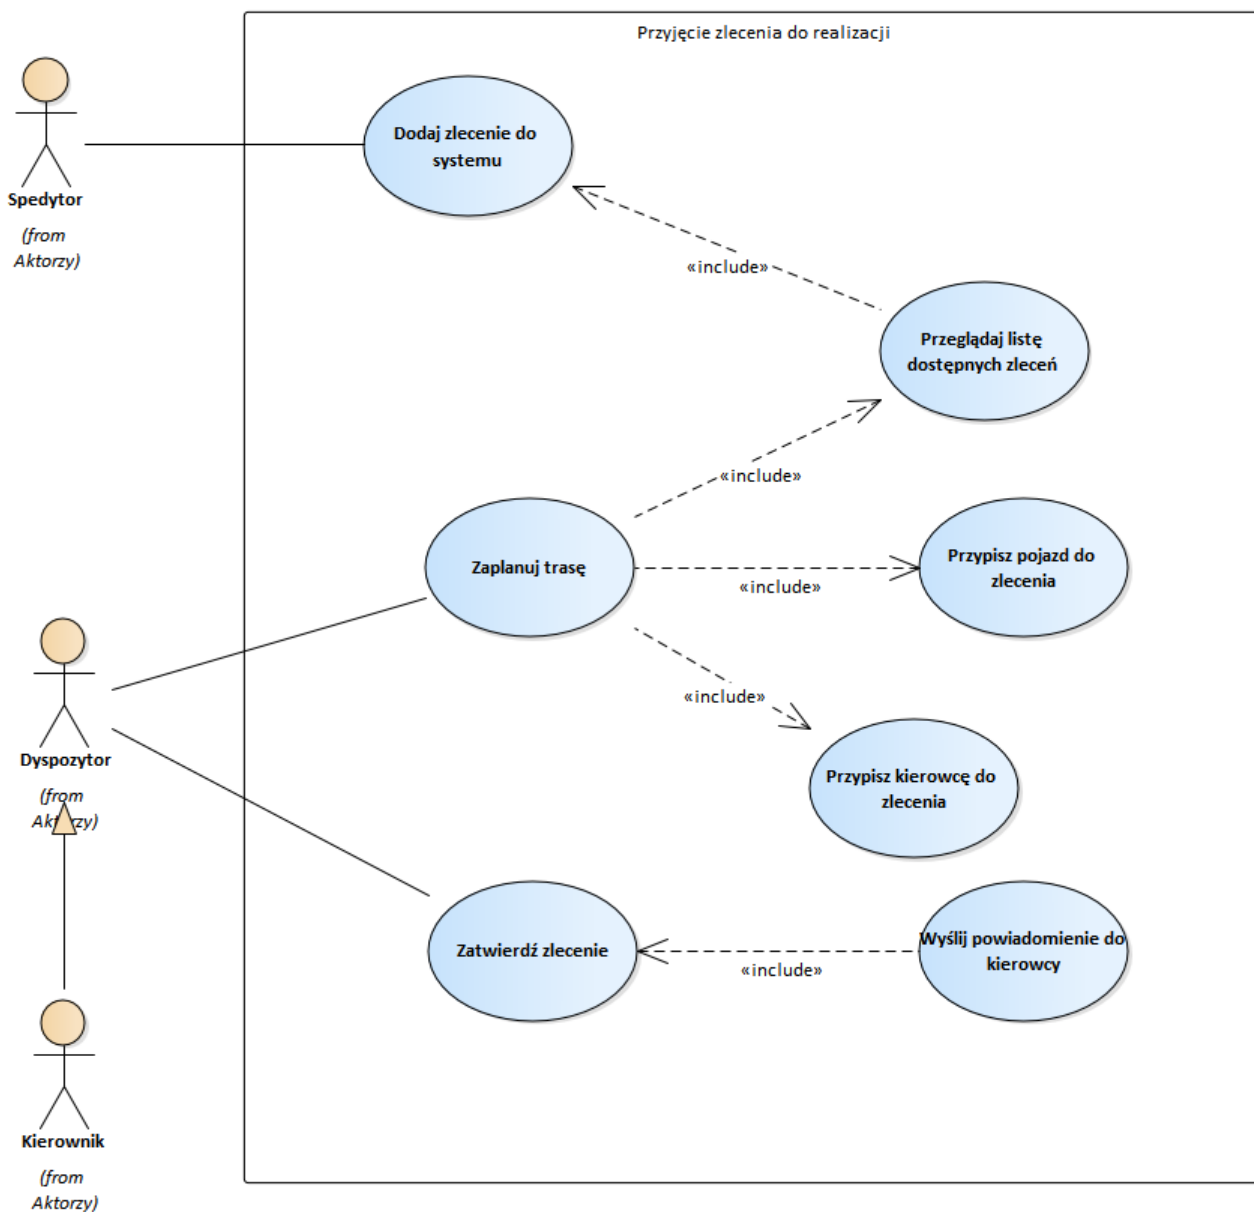 Przyjęcie zlecenia do realizacji
Spedytor
(from
Aktorzy)
Dodaj zlecenie do
systemu
«include»
Przeglądaj listę
dostępnych zleceń
«include»
Zaplanuj trasę
«include»
Przypisz pojazd do
zlecenia
«include»
Przypisz kierowcę do
zlecenia
Dyspozytor
(from
Aktorzy)
Zatwierdź zlecenie
«include»
Wyślij powiadomienie do
kierowcy
Kierownik
(from
Aktorzy)